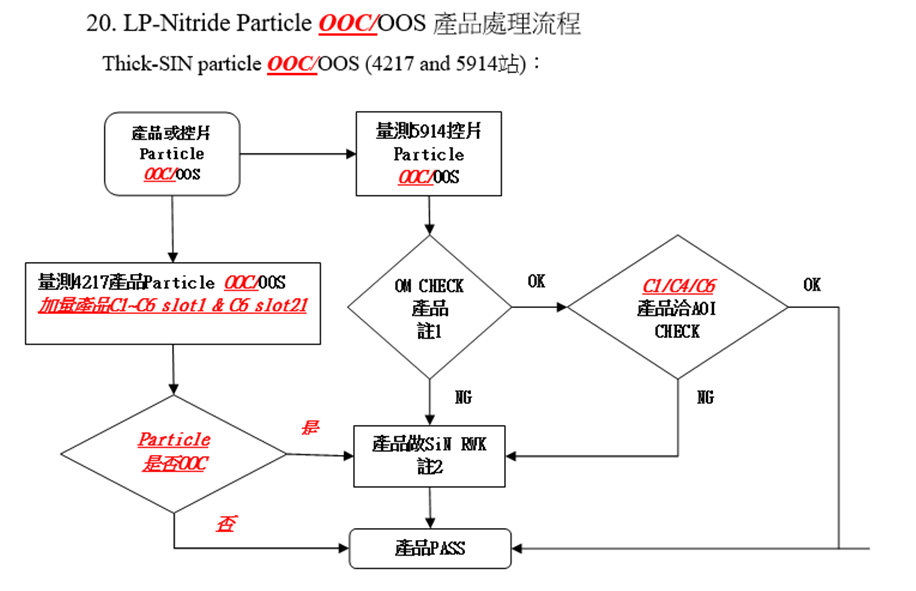 20. LP-Nitride Particle OOC/OOS 產品處理流程
Thick-SIN particle OOC/OOS (4217 and 5914站)：
產品或控片
Particle
OOC/OOS
量測5914控片
Particle
OOC/OOS
量測4217產品Particle OOC/OOS
加量產品C1~C6 slot1 & C6 slot21
OM CHECK
產品
註1
OK
C1/C4/C6
產品洽AOI
CHECK
OK
NG
NG
Particle
是否OOC
是
產品做SiN RWK
註2
否
產品PASS